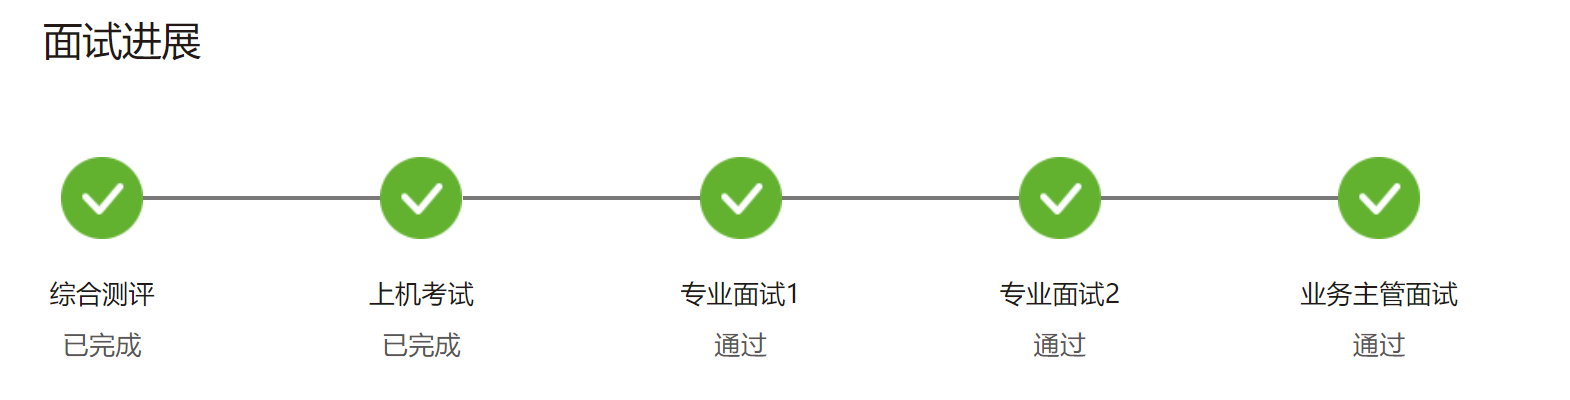 面试进展
综合测评
上机考试
专业面试1
专业面试2
业务主管面试
已完成
已完成
通过
通过
通过